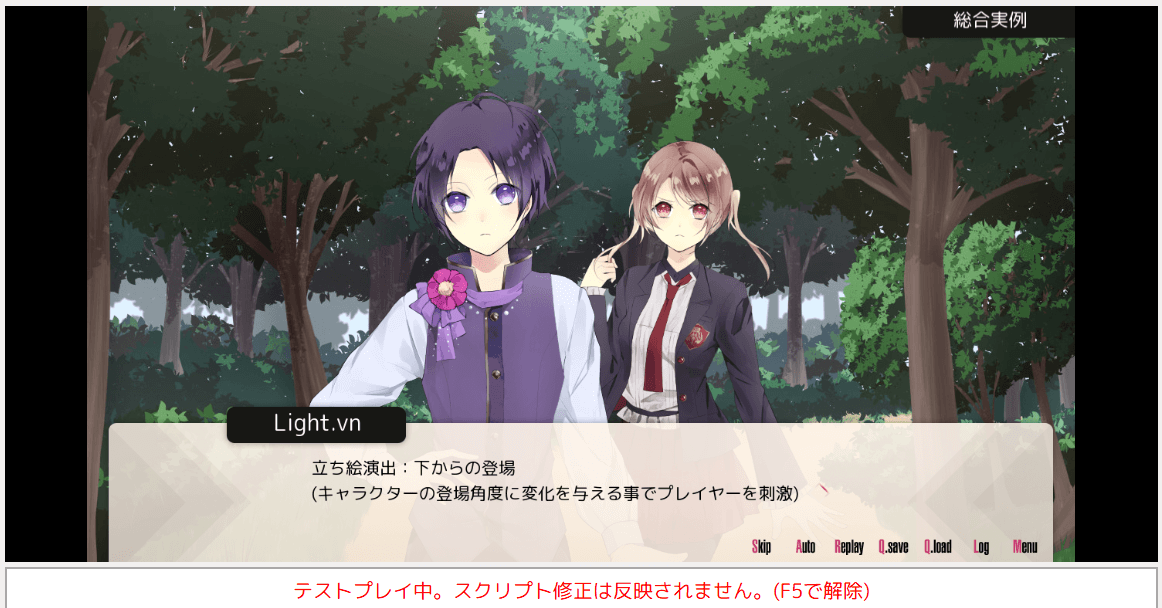 総合実例
Light.vn
立ち絵演出：下からの登場
(キャラクターの登場角度に変化を与える事でプレイヤーを刺激)
Skip Auto Replay Q.save Q.load Log Menu
テストプレイ中。スクリプト修正は反映されません。(F5で解除)